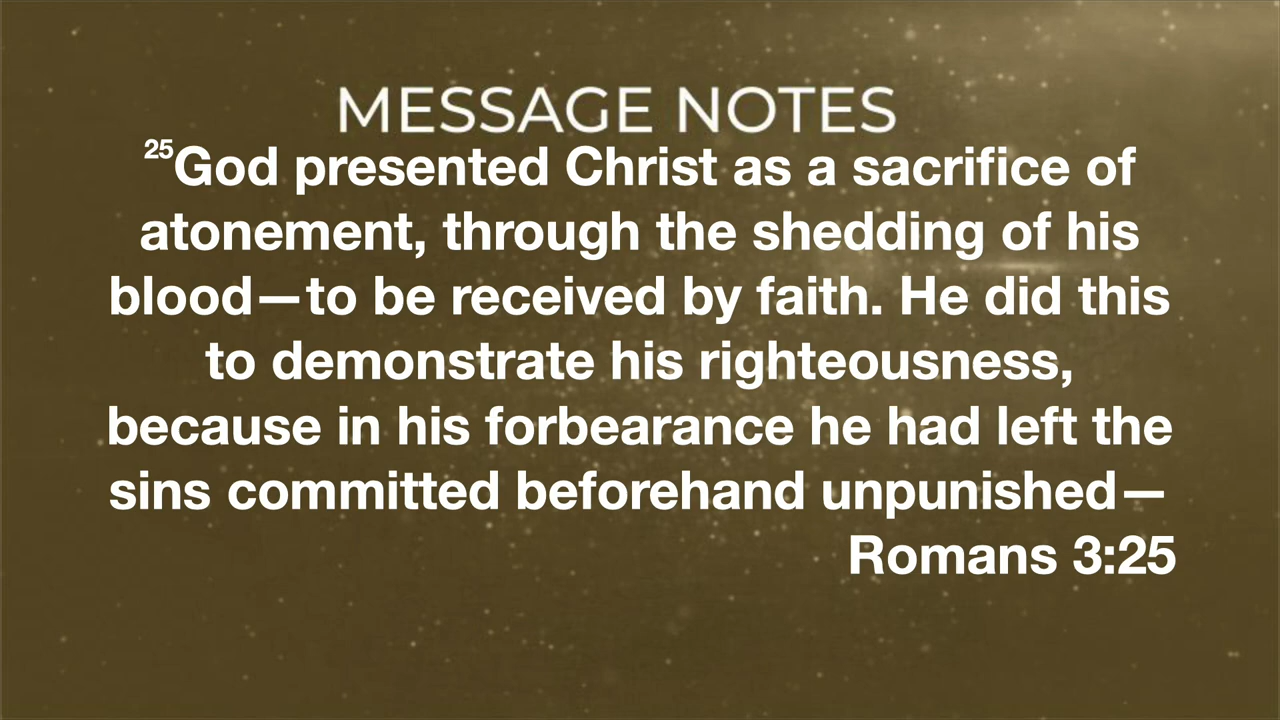 MESSAGE NOTES
25God presented Christ as a sacrifice of
atonement, through the shedding of his
blood—to be received by faith. He did this
to demonstrate his righteousness,
because in his forbearance he had left the
sins committed beforehand unpunished—
Romans 3:25